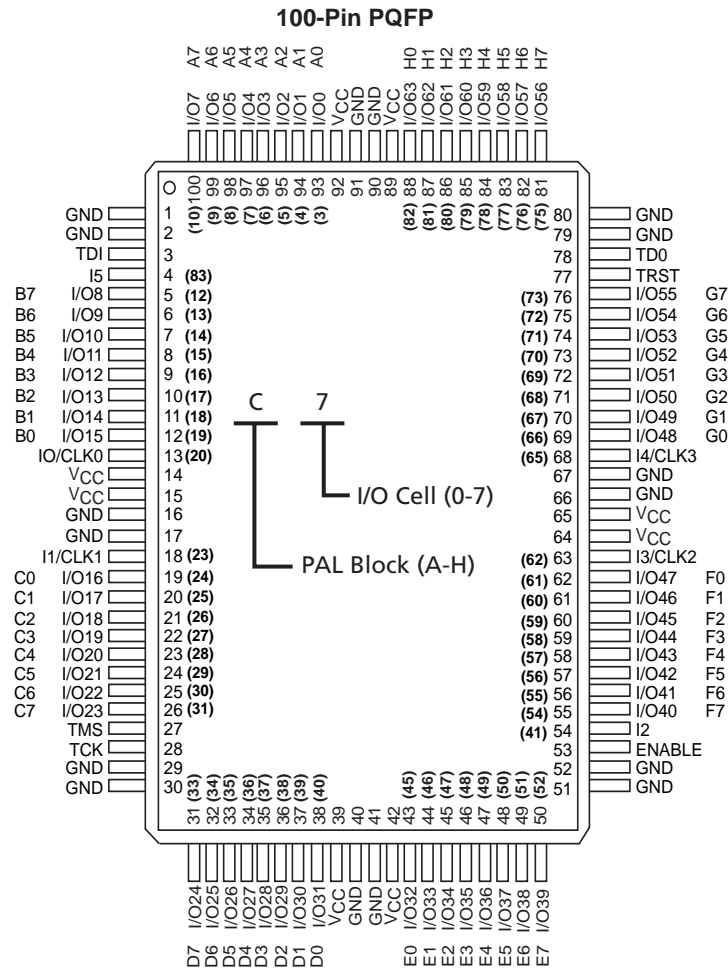 100-Pin PQFP
A7 A6 A5 A4 A3 A2 A1 A0 H0 H1 H2 H3 H4 H5 H6 H7
I/O7 I/O6 I/O5 I/O4 I/O3 I/O2 I/O1 I/O0 VCC GND GND VCC I/O63 I/O62 I/O61 I/O60 I/O59 I/O58 I/O57 I/O56
100 99 98 97 96 95 94 93 92 91 90 89 88 87 86 85 84 83 82 81
(10) (9) (8) (7) (6) (5) (4) (3) (82) (81) (80) (79) (78) (77) (76) (75)
GND 1 80 GND
GND 2 79 GND
TDI 3 78 TD0
I5 4 (83) 77 TRST
B7 I/O8 5 (12) (73) 76 I/O55 G7
B6 I/O9 6 (13) (72) 75 I/O54 G6
B5 I/O10 7 (14) (71) 74 I/O53 G5
B4 I/O11 8 (15) (70) 73 I/O52 G4
B3 I/O12 9 (16) (69) 72 I/O51 G3
B2 I/O13 10 (17) (68) 71 I/O50 G2
B1 I/O14 11 (18) (67) 70 I/O49 G1
B0 I/O15 12 (19) (66) 69 I/O48 G0
IO/CLK0 13 (20) (65) 68 I4/CLK3
VCC 14 67 GND
VCC 15 66 GND
GND 16 65 VCC
GND 17 64 VCC
I1/CLK1 18 (23) (62) 63 I3/CLK2
C0 I/O16 19 (24) (61) 62 I/O47 F0
C1 I/O17 20 (25) (60) 61 I/O46 F1
C2 I/O18 21 (26) (59) 60 I/O45 F2
C3 I/O19 22 (27) (58) 59 I/O44 F3
C4 I/O20 23 (28) (57) 58 I/O43 F4
C5 I/O21 24 (29) (56) 57 I/O42 F5
C6 I/O22 25 (30) (55) 56 I/O41 F6
C7 I/O23 26 (31) (54) 55 I/O40 F7
TMS 27 (41) 54 I2
TCK 28 53 ENABLE
GND 29 52 GND
GND 30 51 GND
C 7
I/O Cell (0-7)
PAL Block (A-H)
(33) (34) (35) (36) (37) (38) (39) (40) (45) (46) (47) (48) (49) (50) (51) (52)
31 32 33 34 35 36 37 38 39 40 41 42 43 44 45 46 47 48 49 50
I/O24 I/O25 I/O26 I/O27 I/O28 I/O29 I/O30 I/O31 VCC GND GND VCC I/O32 I/O33 I/O34 I/O35 I/O36 I/O37 I/O38 I/O39
D7 D6 D5 D4 D3 D2 D1 D0 E0 E1 E2 E3 E4 E5 E6 E7